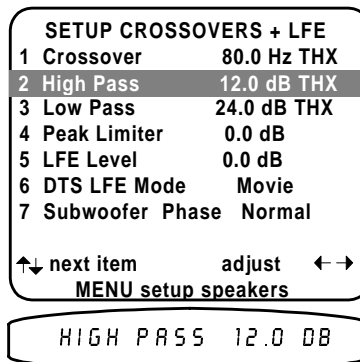 SETUP CROSSOVERS + LFE
1 Crossover 80.0 Hz THX
2 High Pass 12.0 dB THX
3 Low Pass 24.0 dB THX
4 Peak Limiter 0.0 dB
5 LFE Level 0.0 dB
6 DTS LFE Mode Movie
7 Subwoofer Phase Normal
↑↓ next item adjust ← →
MENU setup speakers
HIGH PASS 12.0 DB